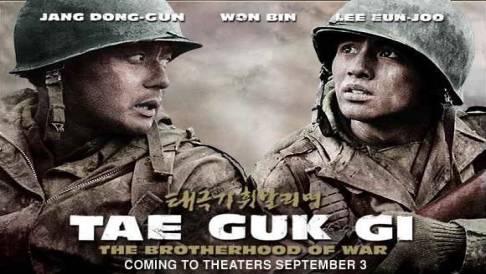 JANG DONG-GUN WON BIN LEE EUN-JOO
태극기 휘날리며
TAE GUK GI
THE BROTHERHOOD OF WAR
COMING TO THEATERS SEPTEMBER 3